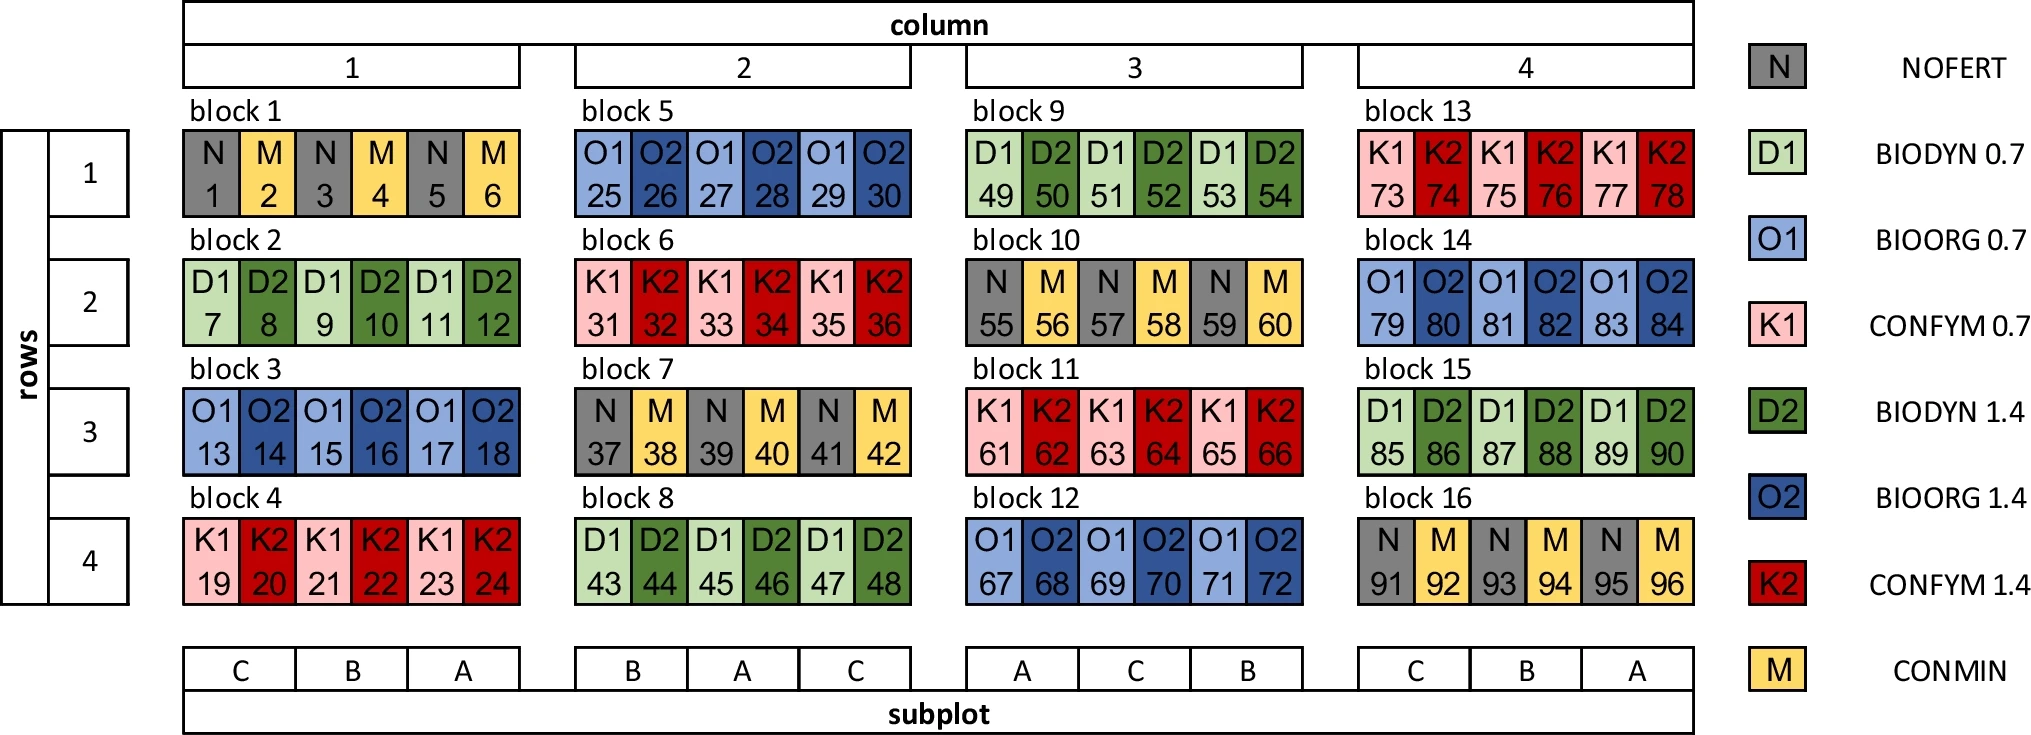 column
1 2 3 4
block 1 block 5 block 9 block 13
N M N M N M O1 O2 O1 O2 O1 O2 D1 D2 D1 D2 D1 D2 K1 K2 K1 K2 K1 K2
1 1 2 3 4 5 6 25 26 27 28 29 30 49 50 51 52 53 54 73 74 75 76 77 78
block 2 block 6 block 10 block 14
D1 D2 D1 D2 D1 D2 K1 K2 K1 K2 K1 K2 N M N M N M O1 O2 O1 O2 O1 O2
2 7 8 9 10 11 12 31 32 33 34 35 36 55 56 57 58 59 60 79 80 81 82 83 84
rows
block 3 block 7 block 11 block 15
O1 O2 O1 O2 O1 O2 N M N M N M K1 K2 K1 K2 K1 K2 D1 D2 D1 D2 D1 D2
3 13 14 15 16 17 18 37 38 39 40 41 42 61 62 63 64 65 66 85 86 87 88 89 90
block 4 block 8 block 12 block 16
K1 K2 K1 K2 K1 K2 D1 D2 D1 D2 D1 D2 O1 O2 O1 O2 O1 O2 N M N M N M
4 19 20 21 22 23 24 43 44 45 46 47 48 67 68 69 70 71 72 91 92 93 94 95 96
C B A B A C A C B C B A
subplot
N NOFERT
D1 BIODYN 0.7
O1 BIOORG 0.7
K1 CONFYM 0.7
D2 BIODYN 1.4
O2 BIOORG 1.4
K2 CONFYM 1.4
M CONMIN